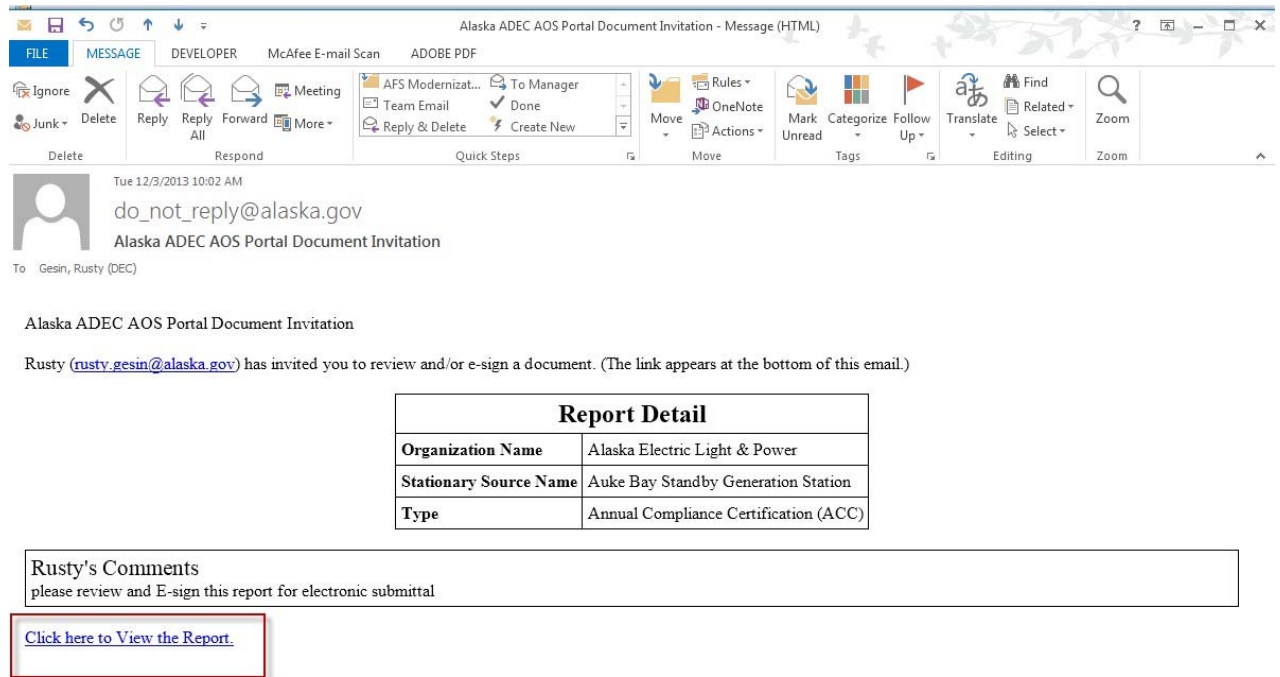 Alaska ADEC AOS Portal Document Invitation - Message (HTML)
?
FILE MESSAGE DEVELOPER McAfee E-mail Scan ADOBE PDF
Ignore
Junk
Delete
Reply
Reply All
Forward
Meeting
More
AFS Modernizat...
Team Email
Reply & Delete
To Manager
Done
Create New
Move
Rules
OneNote
Actions
Mark Unread
Categorize
Follow Up
Translate
Find
Related
Select
Zoom
Delete Respond Quick Steps Move Tags Editing Zoom
Tue 12/3/2013 10:02 AM
do_not_reply@alaska.gov
Alaska ADEC AOS Portal Document Invitation
To Gesin, Rusty (DEC)
Alaska ADEC AOS Portal Document Invitation
Rusty (rusty.gesin@alaska.gov) has invited you to review and/or e-sign a document. (The link appears at the bottom of this email.)
Report Detail
Organization Name Alaska Electric Light & Power
Stationary Source Name Auke Bay Standby Generation Station
Type Annual Compliance Certification (ACC)
Rusty's Comments
please review and E-sign this report for electronic submittal
Click here to View the Report.